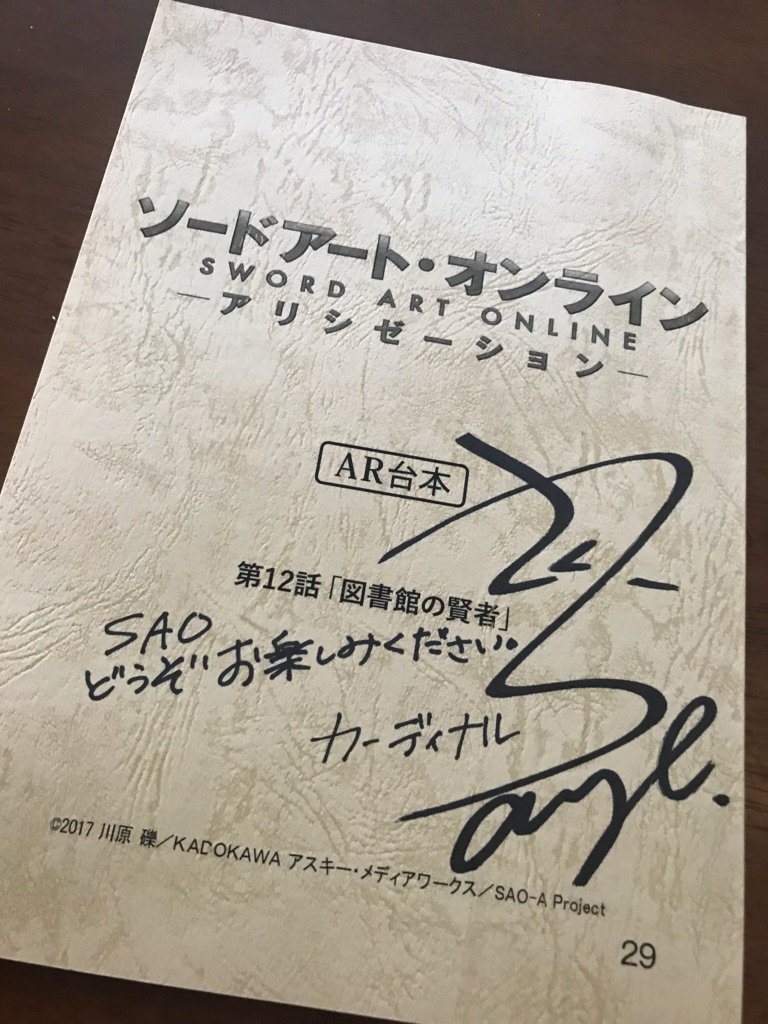 ソードアート・オンライン
SWORD ART ONLINE
―アリシゼーション―
AR台本
第12話「図書館の賢者」
SAO
どうぞお楽しみください。
カーディナル
©2017 川原 礫／KADOKAWA アスキー・メディアワークス／SAO-A Project
29